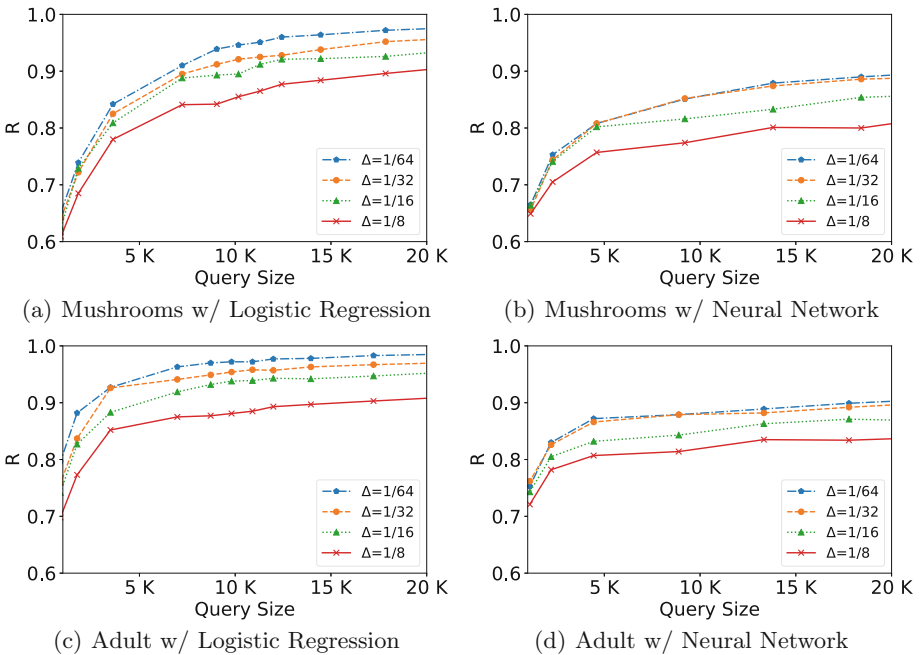 1.0
0.9
0.8
0.7
0.6
R
Δ=1/64
Δ=1/32
Δ=1/16
Δ=1/8
5 K 10 K 15 K 20 K
Query Size
(a) Mushrooms w/ Logistic Regression
1.0
0.9
0.8
0.7
0.6
R
Δ=1/64
Δ=1/32
Δ=1/16
Δ=1/8
5 K 10 K 15 K 20 K
Query Size
(b) Mushrooms w/ Neural Network
1.0
0.9
0.8
0.7
0.6
R
Δ=1/64
Δ=1/32
Δ=1/16
Δ=1/8
5 K 10 K 15 K 20 K
Query Size
(c) Adult w/ Logistic Regression
1.0
0.9
0.8
0.7
0.6
R
Δ=1/64
Δ=1/32
Δ=1/16
Δ=1/8
5 K 10 K 15 K 20 K
Query Size
(d) Adult w/ Neural Network